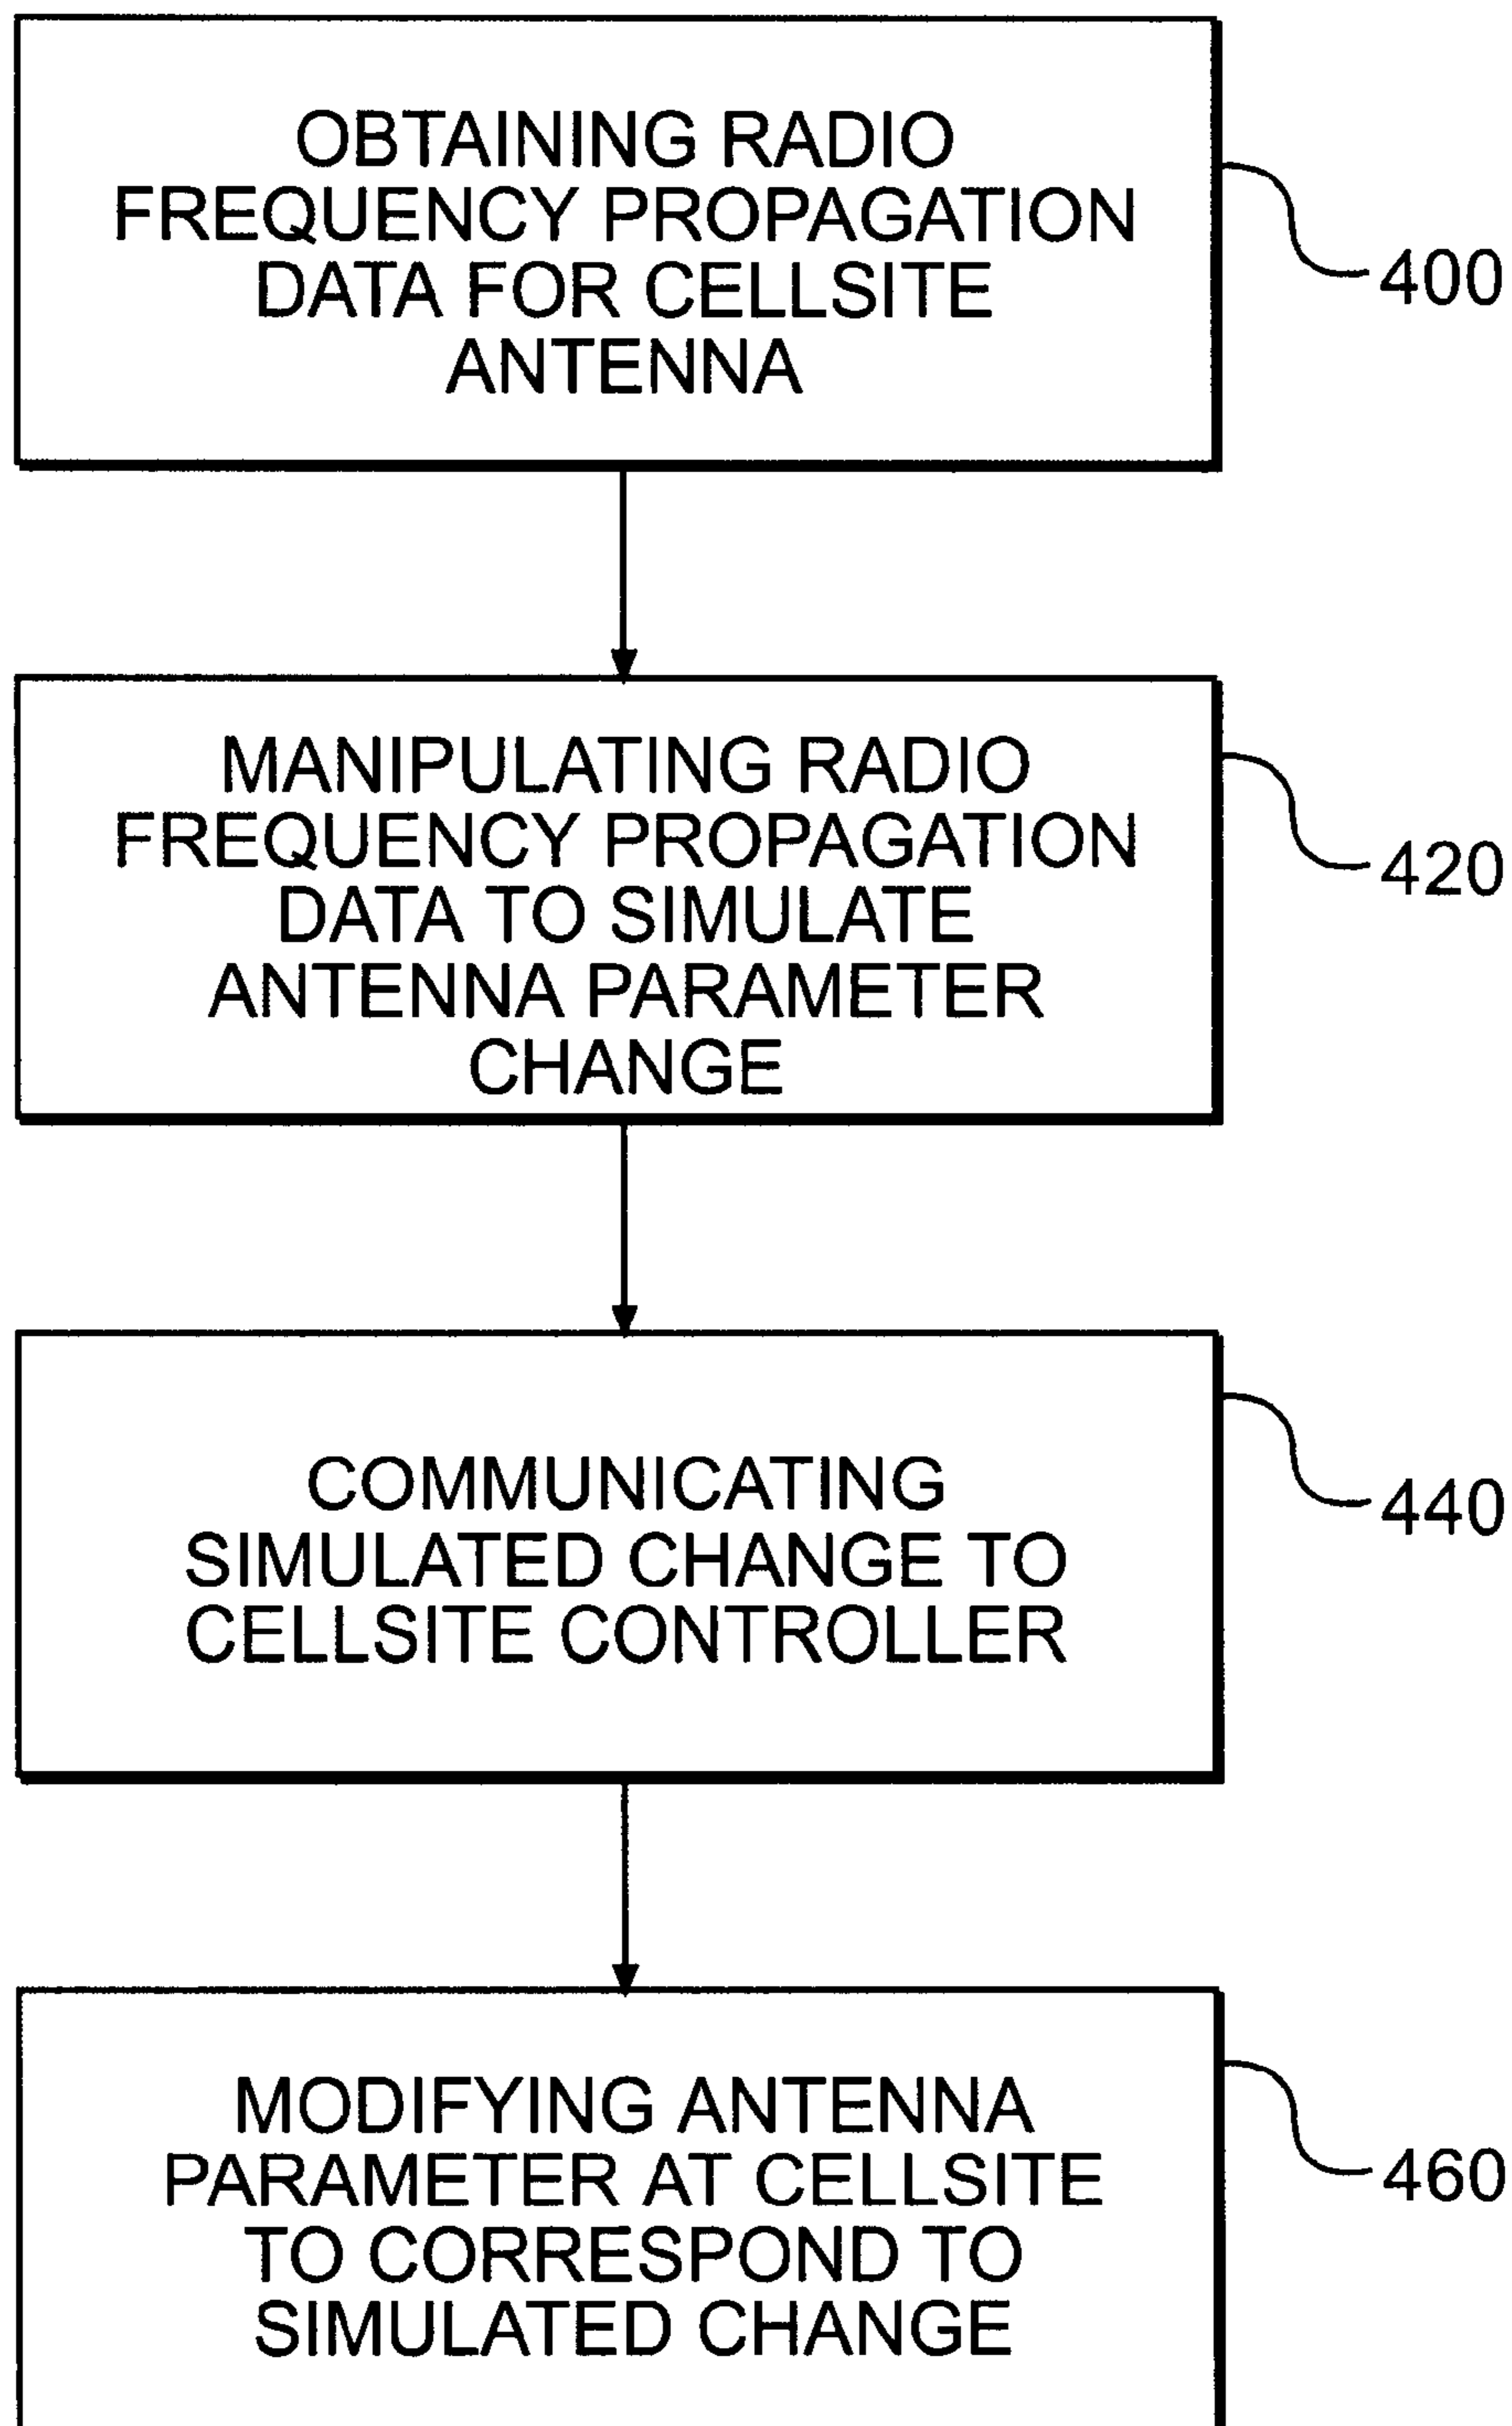 OBTAINING RADIO
FREQUENCY PROPAGATION
DATA FOR CELLSITE
ANTENNA
400
MANIPULATING RADIO
FREQUENCY PROPAGATION
DATA TO SIMULATE
ANTENNA PARAMETER
CHANGE
420
COMMUNICATING
SIMULATED CHANGE TO
CELLSITE CONTROLLER
440
MODIFYING ANTENNA
PARAMETER AT CELLSITE
TO CORRESPOND TO
SIMULATED CHANGE
460